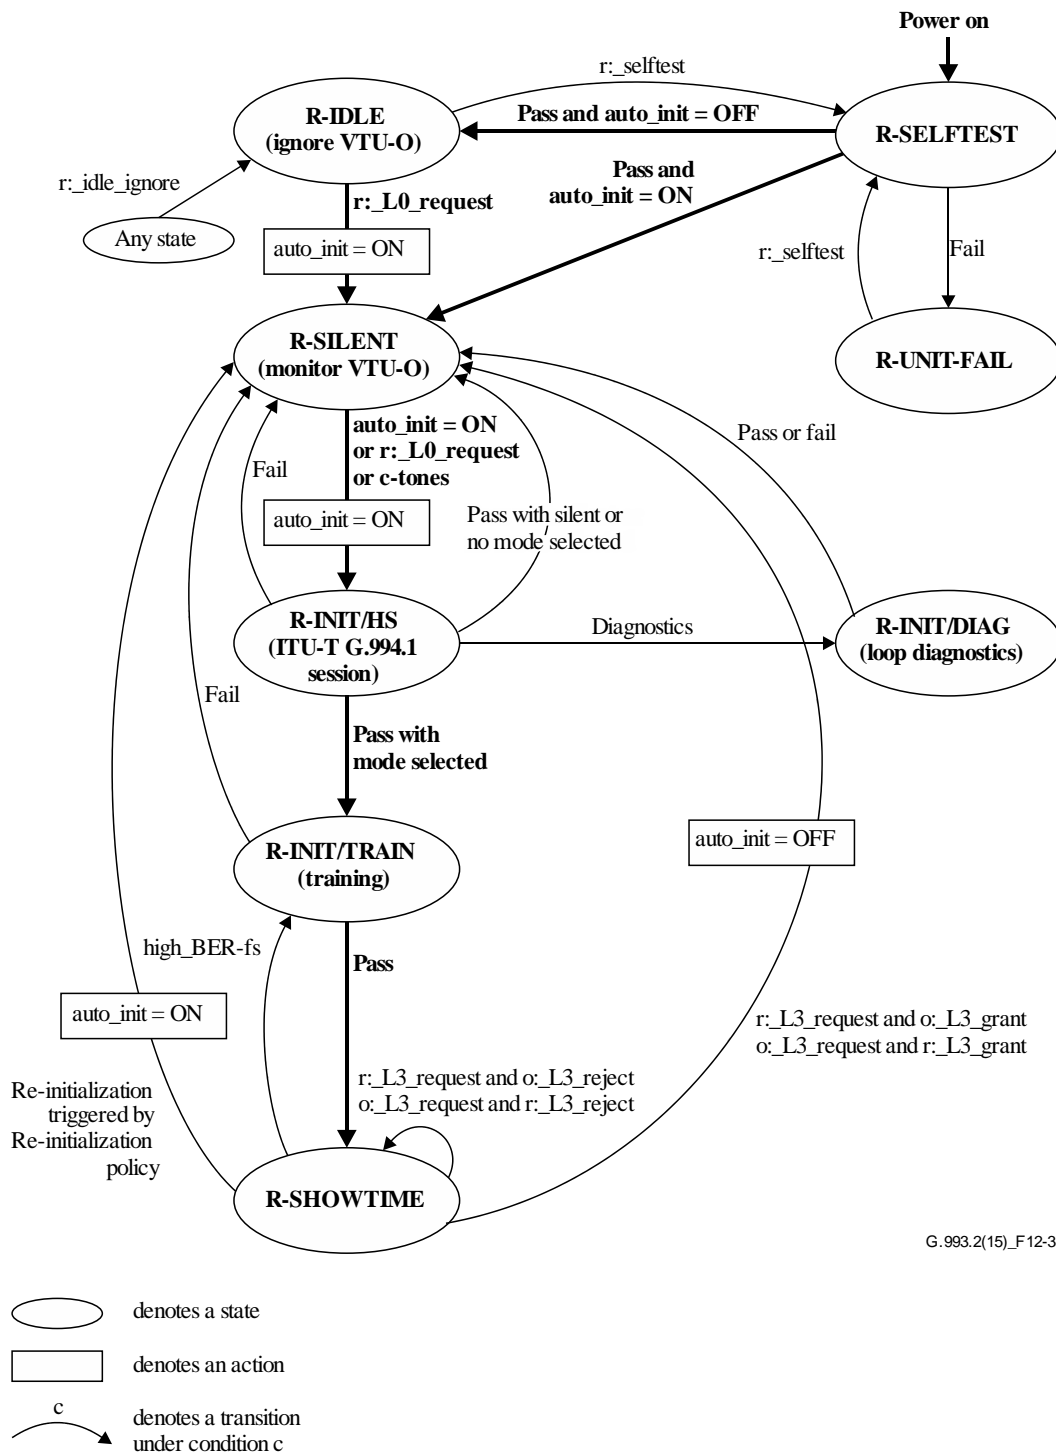 Power on
r:_selftest
R-IDLE
(ignore VTU-O)
Pass and auto_init = OFF
R-SELFTEST
Pass and
auto_init = ON
r:_idle_ignore
r:_L0_request
Any state
auto_init = ON
r:_selftest
Fail
R-SILENT
(monitor VTU-O)
R-UNIT-FAIL
auto_init = ON
or r:_L0_request
or c-tones
Pass or fail
Fail
auto_init = ON
Pass with silent or
no mode selected
R-INIT/HS
(ITU-T G.994.1
session)
Diagnostics
R-INIT/DIAG
(loop diagnostics)
Fail
Pass with
mode selected
auto_init = OFF
R-INIT/TRAIN
(training)
high_BER-fs
Pass
auto_init = ON
r:_L3_request and o:_L3_grant
o:_L3_request and r:_L3_grant
r:_L3_request and o:_L3_reject
o:_L3_request and r:_L3_reject
Re-initialization
triggered by
Re-initialization
policy
R-SHOWTIME
G.993.2(15)_F12-3
denotes a state
denotes an action
c
denotes a transition
under condition c